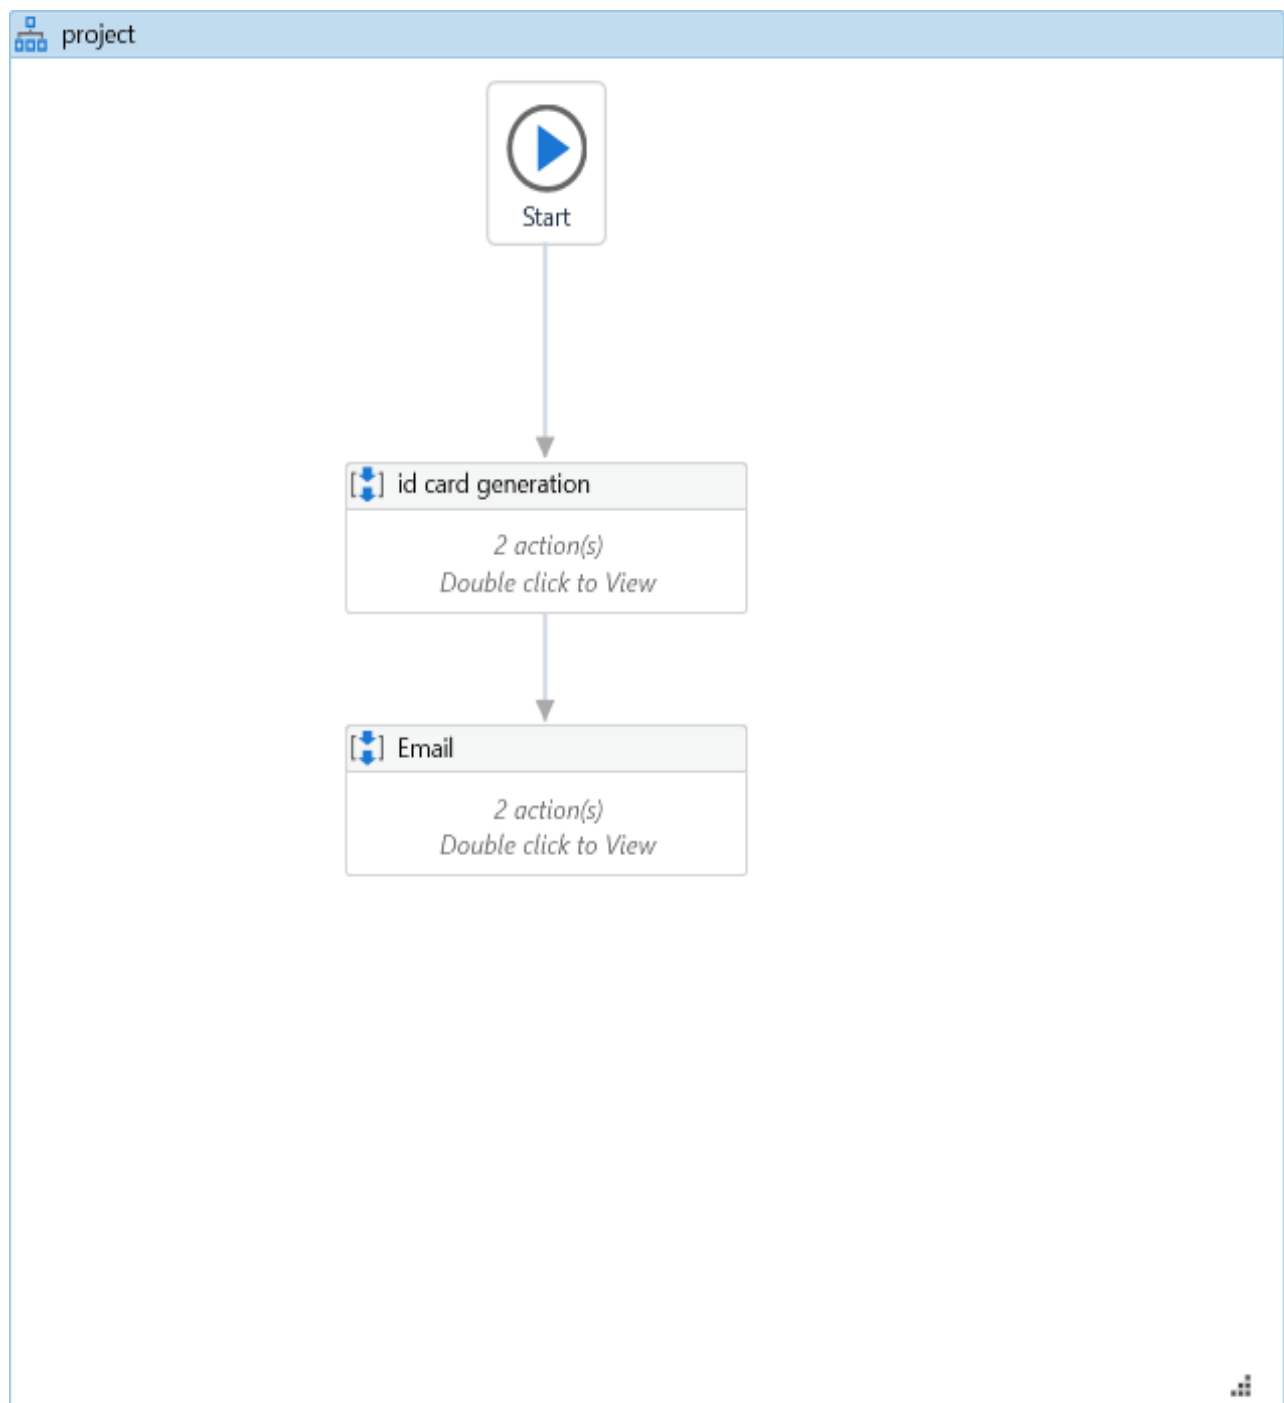 project
Start
id card generation
2 action(s)
Double click to View
Email
2 action(s)
Double click to View